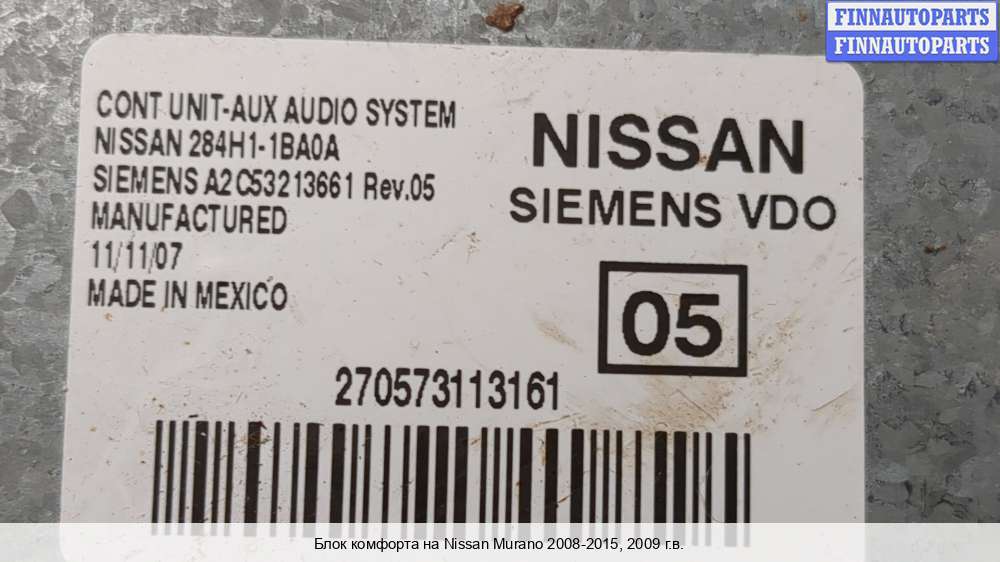 FINNAUTOPARTS
FINNAUTOPARTS
CONT UNIT-AUX AUDIO SYSTEM
NISSAN 284H1-1BA0A
SIEMENS A2C53213661 Rev.05
MANUFACTURED
11/11/07
MADE IN MEXICO
NISSAN
SIEMENS VDO
05
270573113161
Блок комфорта на Nissan Murano 2008-2015, 2009 г.в.